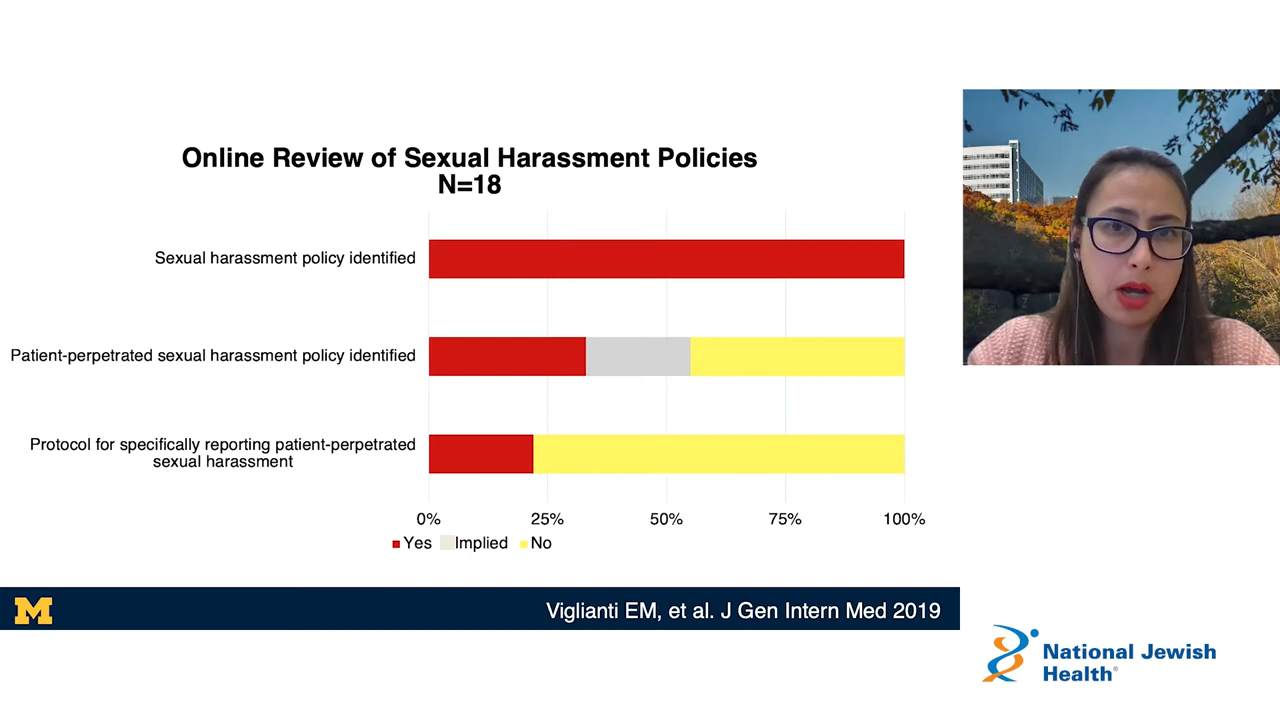 Online Review of Sexual Harassment Policies
N=18
Sexual harassment policy identified
Patient-perpetrated sexual harassment policy identified
Protocol for specifically reporting patient-perpetrated
sexual harassment
0% 25% 50% 75% 100%
Yes Implied No
M
Viglianti EM, et al. J Gen Intern Med 2019
National Jewish
Health®